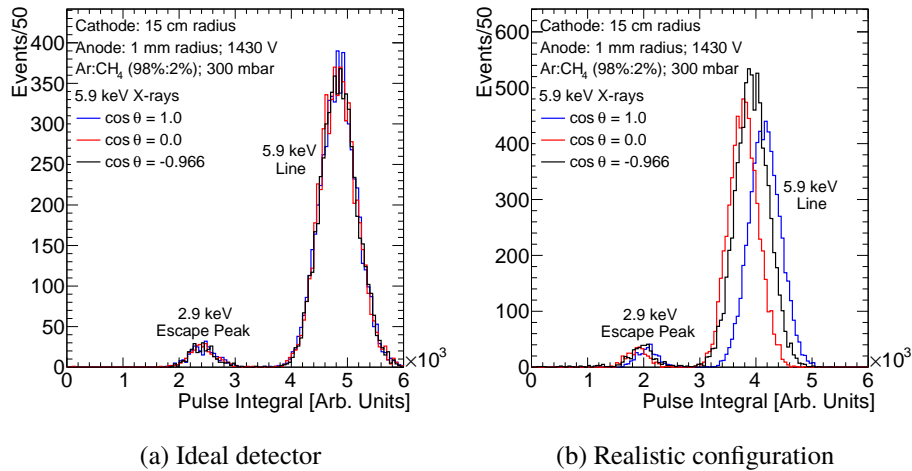 Events/50
400
350
300
250
200
150
100
50
0
Cathode: 15 cm radius
Anode: 1 mm radius; 1430 V
Ar:CH4 (98%:2%); 300 mbar
5.9 keV X-rays
cos θ = 1.0
cos θ = 0.0
cos θ = -0.966
5.9 keV
Line
2.9 keV
Escape Peak
0 1 2 3 4 5 6
×10³
Pulse Integral [Arb. Units]
(a) Ideal detector
Events/50
600
500
400
300
200
100
0
Cathode: 15 cm radius
Anode: 1 mm radius; 1430 V
Ar:CH4 (98%:2%); 300 mbar
5.9 keV X-rays
cos θ = 1.0
cos θ = 0.0
cos θ = -0.966
5.9 keV
Line
2.9 keV
Escape Peak
0 1 2 3 4 5 6
×10³
Pulse Integral [Arb. Units]
(b) Realistic configuration